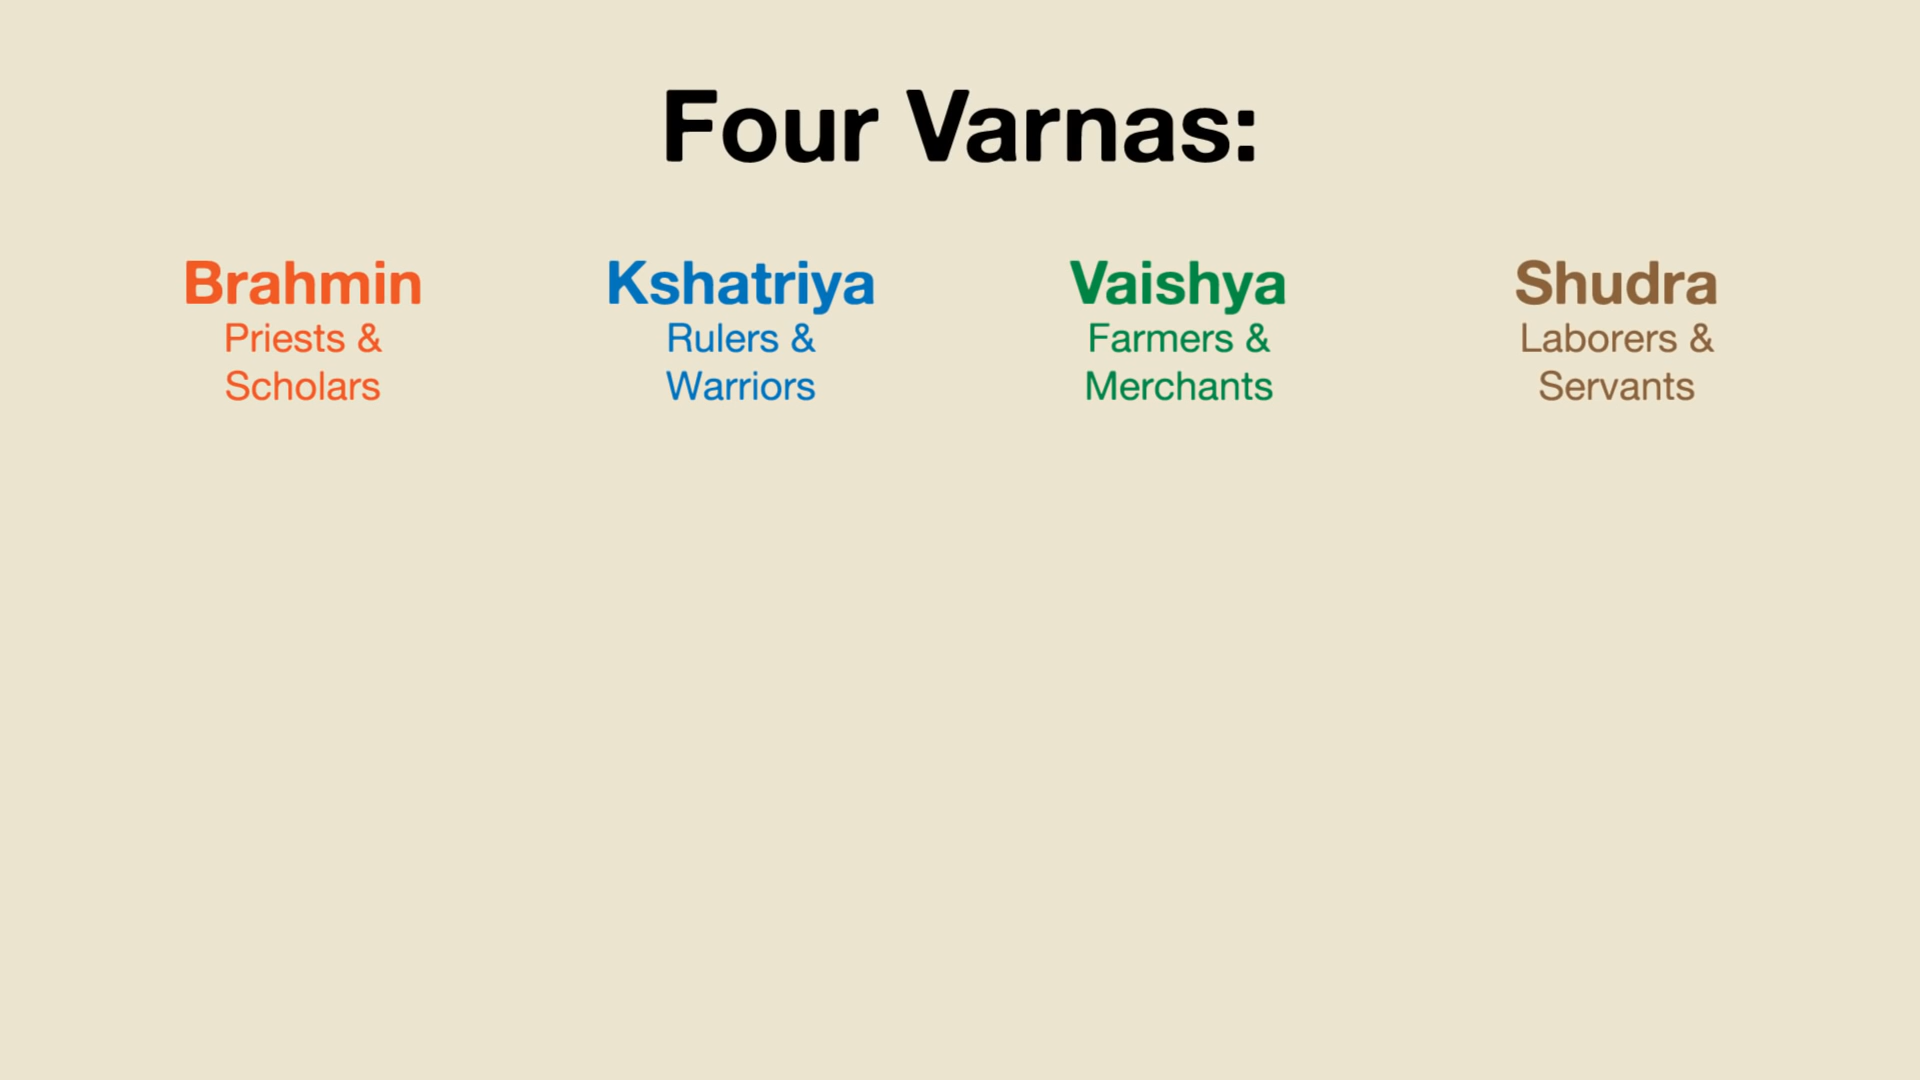 Four Varnas:
Brahmin
Priests &
Scholars
Kshatriya
Rulers &
Warriors
Vaishya
Farmers &
Merchants
Shudra
Laborers &
Servants